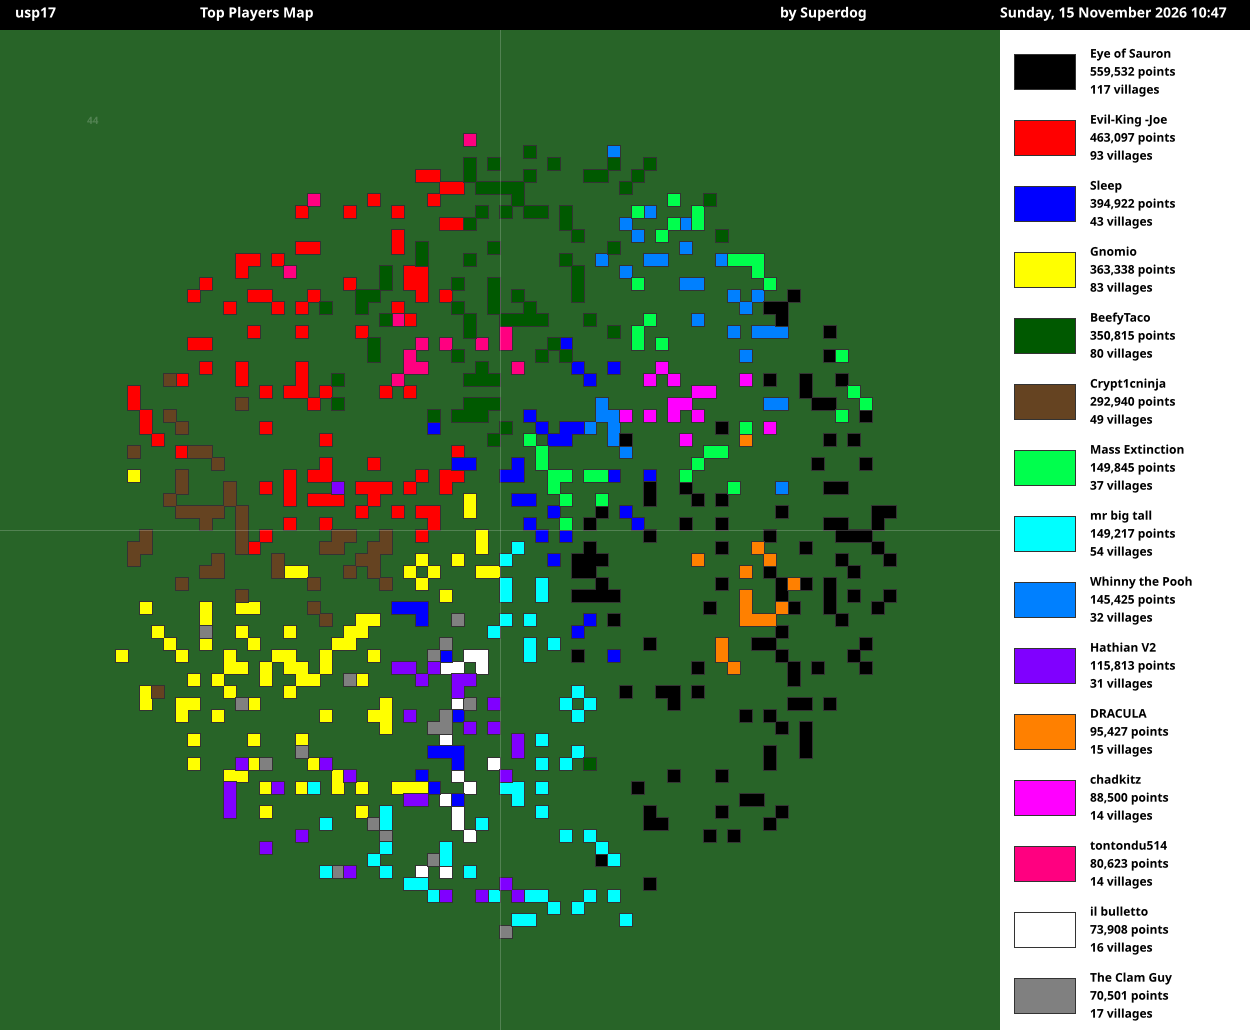 usp17 Top Players Map by Superdog Sunday, 15 November 2026 10:47
44
Eye of Sauron
559,532 points
117 villages
Evil-King -Joe
463,097 points
93 villages
Sleep
394,922 points
43 villages
Gnomio
363,338 points
83 villages
BeefyTaco
350,815 points
80 villages
Crypt1cninja
292,940 points
49 villages
Mass Extinction
149,845 points
37 villages
mr big tall
149,217 points
54 villages
Whinny the Pooh
145,425 points
32 villages
Hathian V2
115,813 points
31 villages
DRACULA
95,427 points
15 villages
chadkitz
88,500 points
14 villages
tontondu514
80,623 points
14 villages
il bulletto
73,908 points
16 villages
The Clam Guy
70,501 points
17 villages